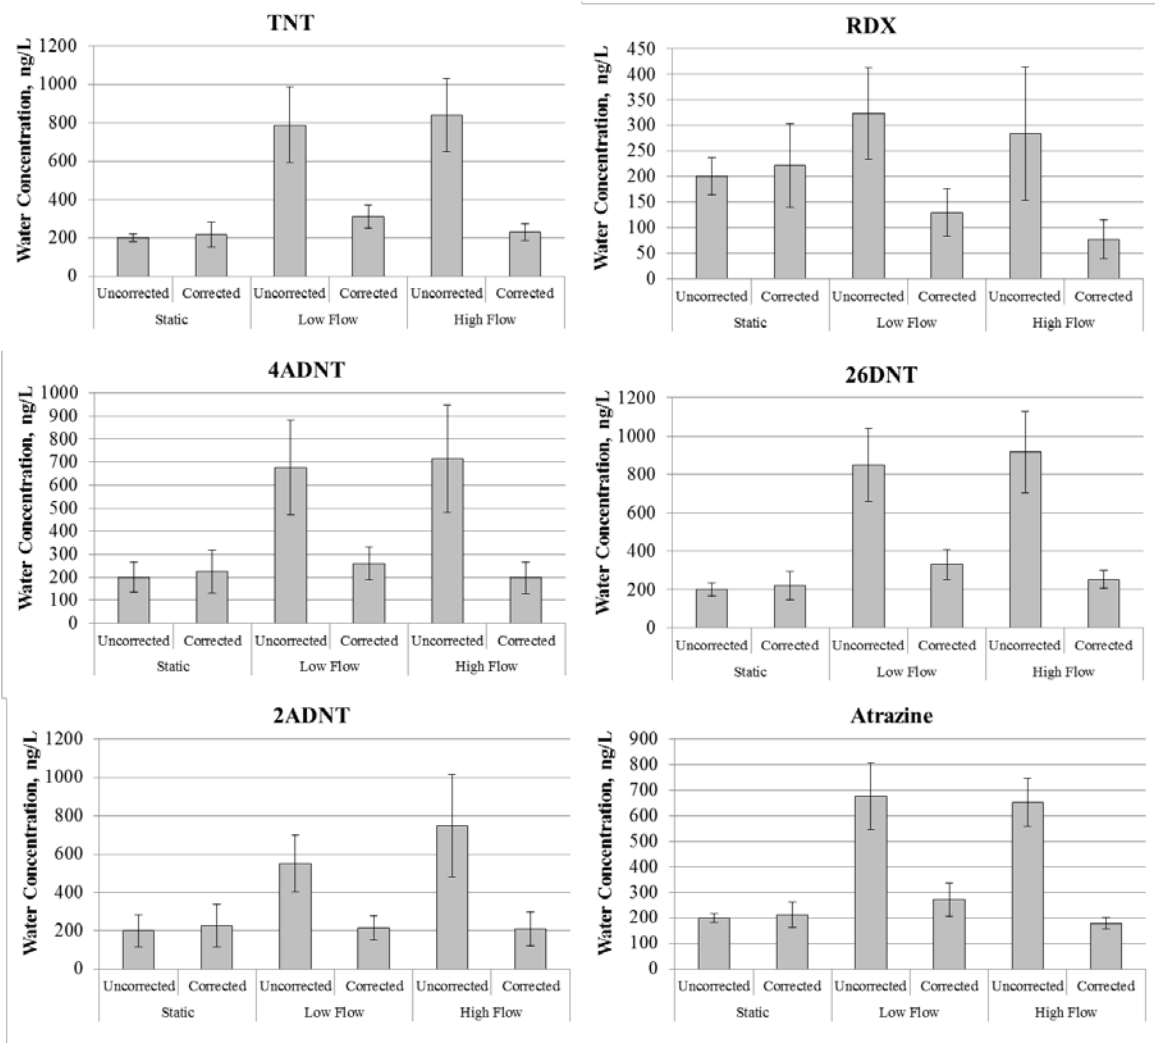 TNT
Water Concentration, ng/L
1200
1000
800
600
400
200
0
Uncorrected Corrected Uncorrected Corrected Uncorrected Corrected
Static Low Flow High Flow
RDX
Water Concentration, ng/L
450
400
350
300
250
200
150
100
50
0
Uncorrected Corrected Uncorrected Corrected Uncorrected Corrected
Static Low Flow High Flow
4ADNT
Water Concentration, ng/L
1000
900
800
700
600
500
400
300
200
100
0
Uncorrected Corrected Uncorrected Corrected Uncorrected Corrected
Static Low Flow High Flow
26DNT
Water Concentration, ng/L
1200
1000
800
600
400
200
0
Uncorrected Corrected Uncorrected Corrected Uncorrected Corrected
Static Low Flow High Flow
2ADNT
Water Concentration, ng/L
1200
1000
800
600
400
200
0
Uncorrected Corrected Uncorrected Corrected Uncorrected Corrected
Static Low Flow High Flow
Atrazine
Water Concentration, ng/L
900
800
700
600
500
400
300
200
100
0
Uncorrected Corrected Uncorrected Corrected Uncorrected Corrected
Static Low Flow High Flow